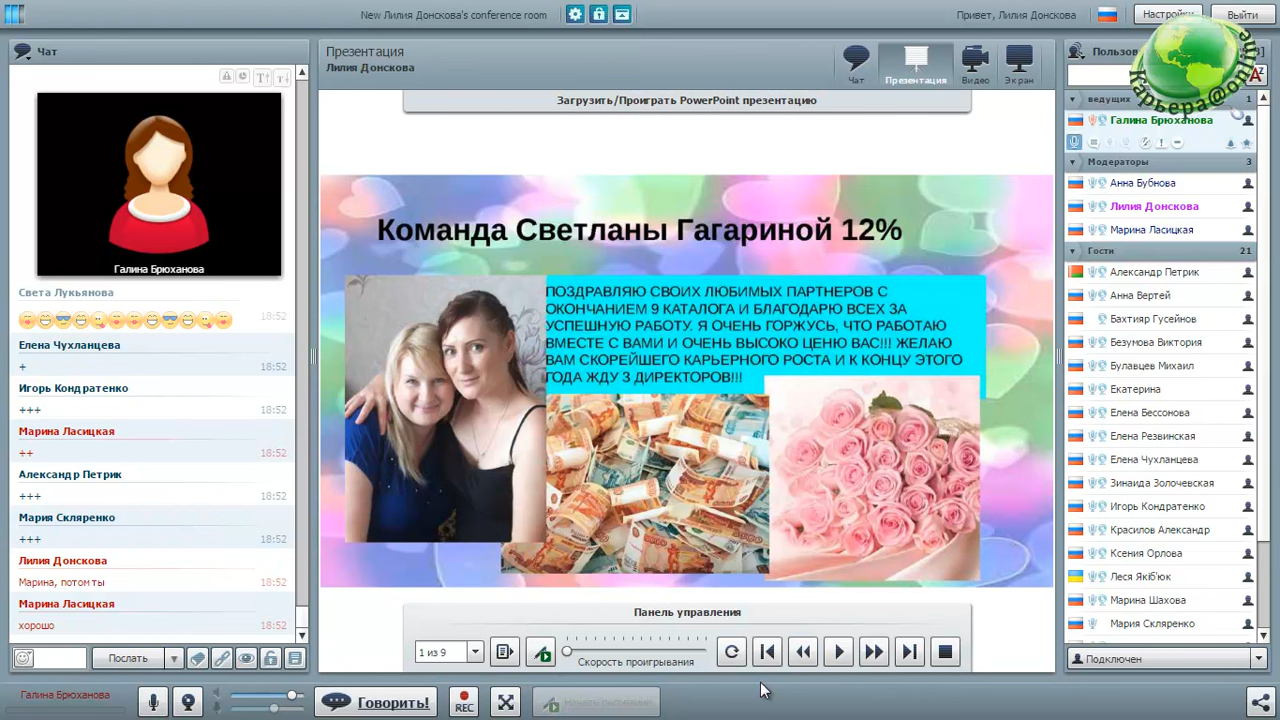 New Лилия Донскова's conference room
Привет, Лилия Донскова
Настройки
Выйти
Чат
Галина Брюханова
Света Лукьянова
18:52
Елена Чухланцева
+
18:52
Игорь Кондратенко
+++
18:52
Марина Ласицкая
++
18:52
Александр Петрик
+++
18:52
Мария Скляренко
+++
18:52
Лилия Донскова
Марина, потом ты
18:52
Марина Ласицкая
хорошо
18:52
Послать
Презентация
Лилия Донскова
Чат
Презентация
Видео
Экран
Загрузить/Проиграть PowerPoint презентацию
Команда Светланы Гагариной 12%
ПОЗДРАВЛЯЮ СВОИХ ЛЮБИМЫХ ПАРТНЕРОВ С
ОКОНЧАНИЕМ 9 КАТАЛОГА И БЛАГОДАРЮ ВСЕХ ЗА
УСПЕШНУЮ РАБОТУ. Я ОЧЕНЬ ГОРЖУСЬ, ЧТО РАБОТАЮ
ВМЕСТЕ С ВАМИ И ОЧЕНЬ ВЫСОКО ЦЕНЮ ВАС!!! ЖЕЛАЮ
ВАМ СКОРЕЙШЕГО КАРЬЕРНОГО РОСТА И К КОНЦУ ЭТОГО
ГОДА ЖДУ 3 ДИРЕКТОРОВ!!!
Панель управления
1 из 9
Скорость проигрывания
Карьера@online
ведущих
1
Галина Брюханова
Модераторы
3
Анна Бубнова
Лилия Донскова
Марина Ласицкая
Гости
21
Александр Петрик
Анна Вертей
Бахтияр Гусейнов
Безумова Виктория
Булавцев Михаил
Екатерина
Елена Бессонова
Елена Резвинская
Елена Чухланцева
Зинаида Золочевская
Игорь Кондратенко
Красилов Александр
Ксения Орлова
Леся Якіб'юк
Марина Шахова
Мария Скляренко
Подключен
Галина Брюханова
Говорить!
REC